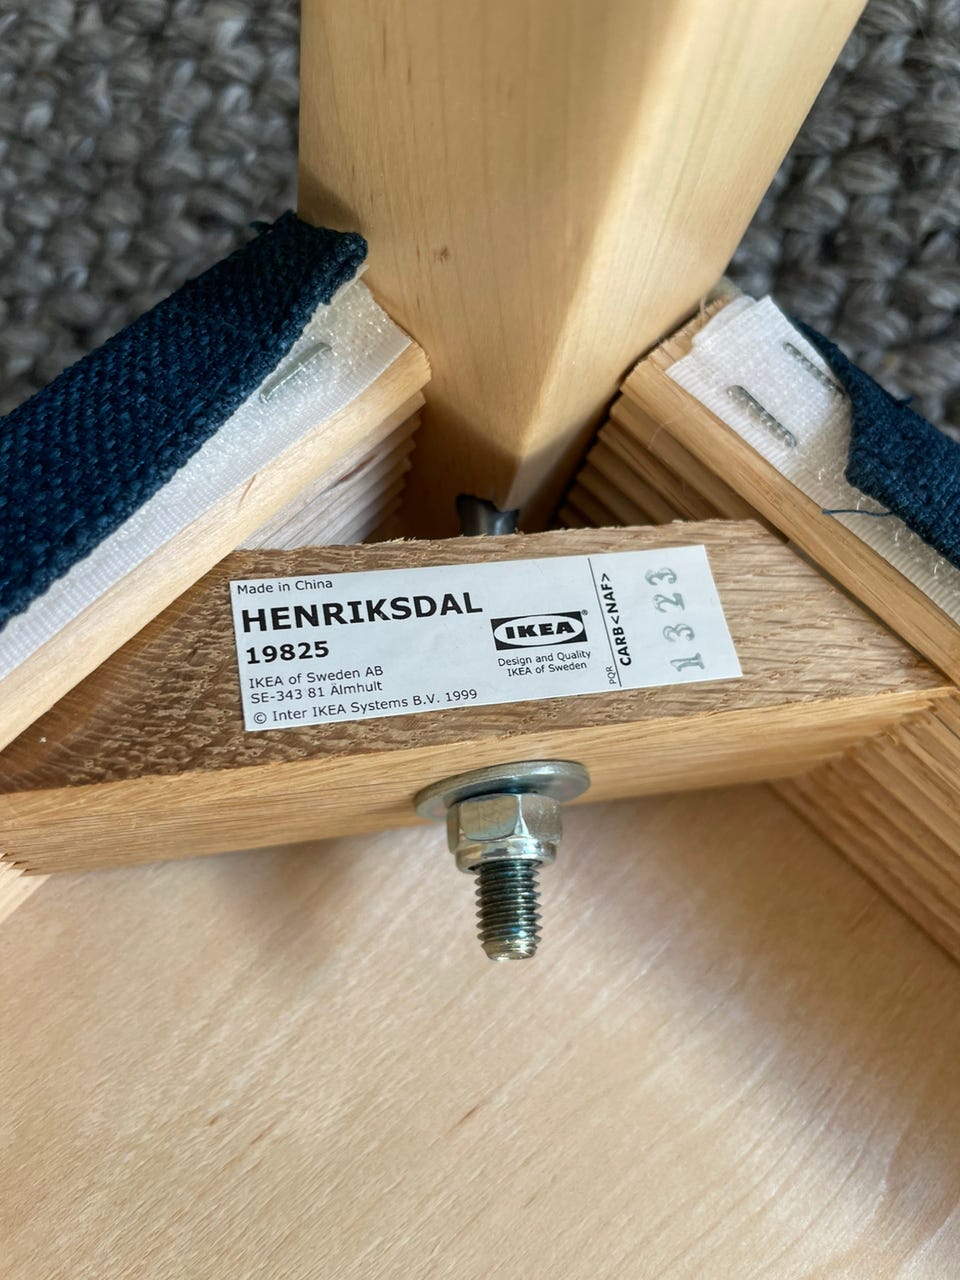 Made in China
HENRIKSDAL
19825
IKEA of Sweden AB
SE-343 81 Älmhult
© Inter IKEA Systems B.V. 1999
IKEA®
Design and Quality
IKEA of Sweden
PQR
CARB<NAF>
1323